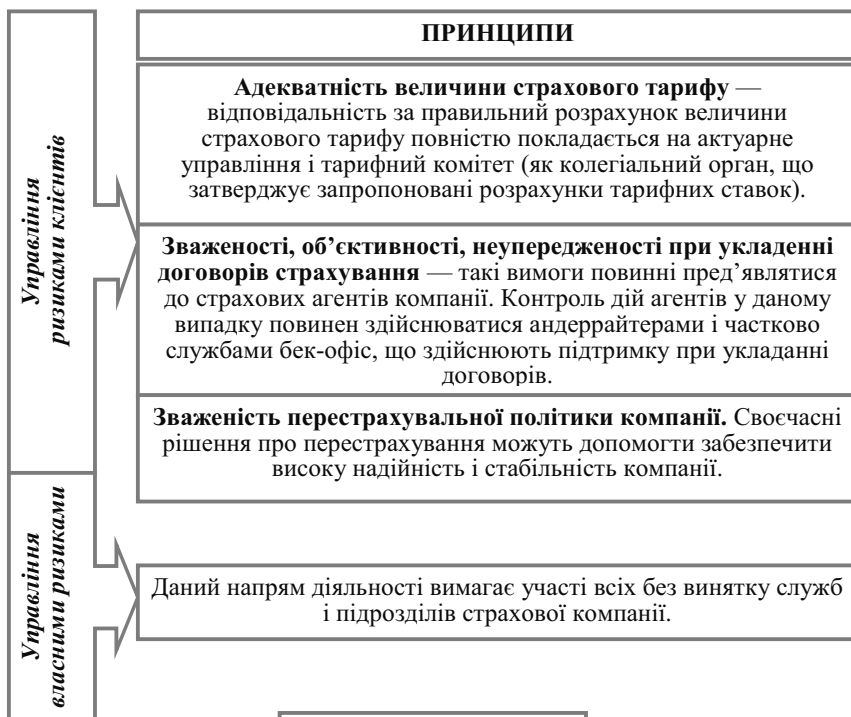 ПРИНЦИПИ
Управління
ризиками клієнтів
Адекватність величини страхового тарифу —
відповідальність за правильний розрахунок величини
страхового тарифу повністю покладається на актуарне
управління і тарифний комітет (як колегіальний орган, що
затверджує запропоновані розрахунки тарифних ставок).
Зваженості, об’єктивності, неупередженості при укладенні
договорів страхування — такі вимоги повинні пред’являтися
до страхових агентів компанії. Контроль дій агентів у даному
випадку повинен здійснюватися андеррайтерами і частково
службами бек-офіс, що здійснюють підтримку при укладанні
договорів.
Зваженість перестрахувальної політики компанії. Своєчасні
рішення про перестрахування можуть допомогти забезпечити
високу надійність і стабільність компанії.
Управління
власними ризиками
Даний напрям діяльності вимагає участі всіх без винятку служб
і підрозділів страхової компанії.